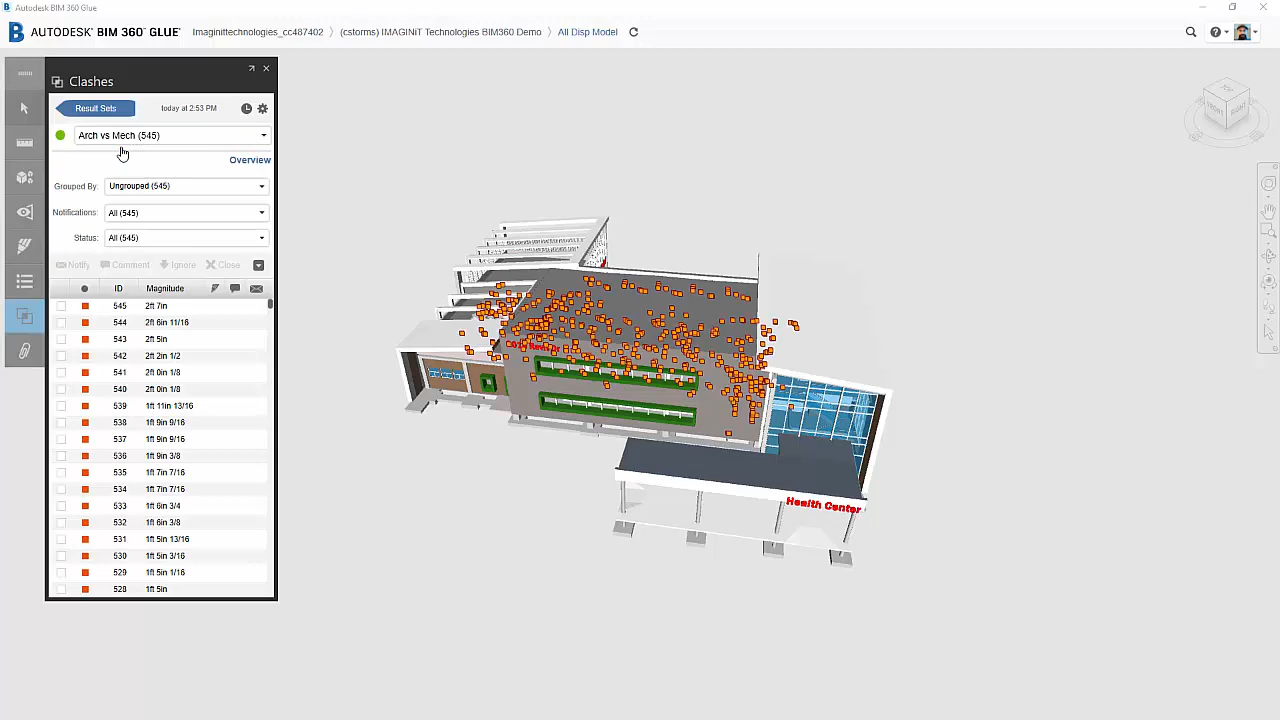 Autodesk BIM 360 Glue
AUTODESK® BIM 360™ GLUE®
Imaginittechnologies_cc487402 > (cstorms) IMAGINiT Technologies BIM360 Demo > All Disp Model
Clashes
Result Sets today at 2:53 PM
Arch vs Mech (545)
Overview
Grouped By: Ungrouped (545)
Notifications: All (545)
Status: All (545)
Notify Comment Ignore Close
ID Magnitude
545 2ft 7in
544 2ft 6in 11/16
543 2ft 5in
542 2ft 2in 1/2
541 2ft 0in 1/8
540 2ft 0in 1/8
539 1ft 11in 13/16
538 1ft 9in 9/16
537 1ft 9in 9/16
536 1ft 9in 3/8
535 1ft 7in 7/16
534 1ft 7in 7/16
533 1ft 6in 3/4
532 1ft 6in 3/8
531 1ft 5in 13/16
530 1ft 5in 3/16
529 1ft 5in 1/16
528 1ft 5in
FRONT RIGHT
Health Center